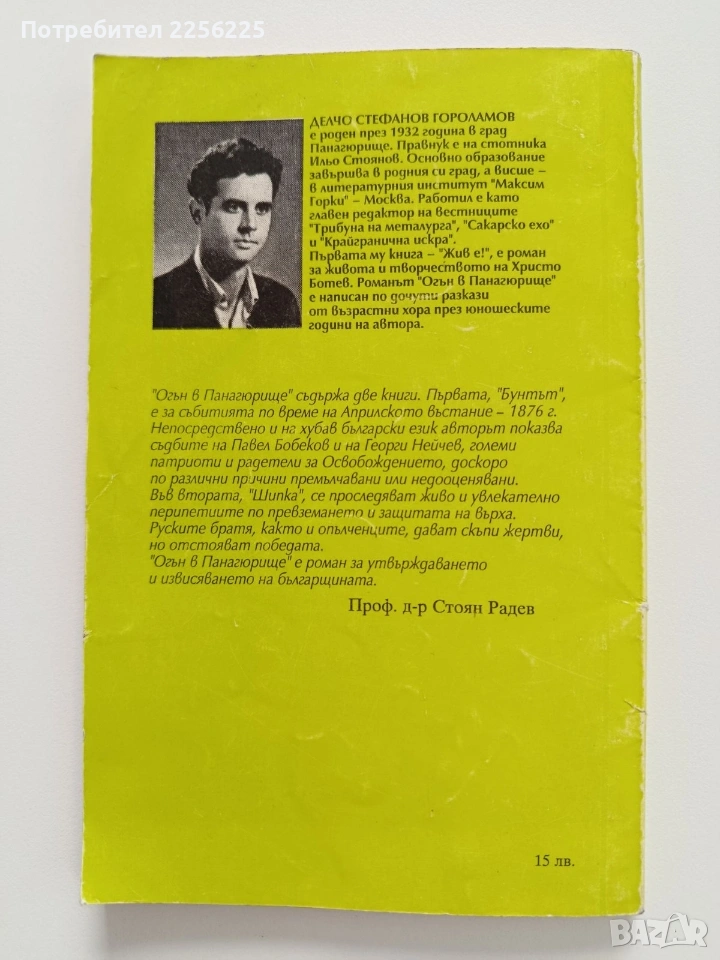 Потребител 2256225
ДЕЛЧО СТЕФАНОВ ГОРОЛАМОВ
е роден през 1932 година в град
Панагюрище. Правнук е на стотника
Ильо Стоянов. Основно образование
завършва в родния си град, а висше –
в литературния институт "Максим
Горки" – Москва. Работил е като
главен редактор на вестниците
"Трибуна на металурга", "Сакарско ехо"
и "Крайгранична искра".
Първата му книга – "Жив е!", е роман
за живота и творчеството на Христо
Ботев. Романът "Огън в Панагюрище"
е написан по дочути разкази
от възрастни хора през юношеските
години на автора.
"Огън в Панагюрище" съдържа две книги. Първата, "Бунтът",
е за събитията по време на Априлското въстание – 1876 г.
Непосредствено и на хубав български език авторът показва
съдбите на Павел Бобеков и на Георги Нейчев, големи
патриоти и радетели за Освобождението, доскоро
по различни причини премълчавани или недооценявани.
Във втората, "Шипка", се проследяват живо и увлекателно
перипетиите по превземането и защитата на върха.
Руските братя, както и опълченците, дават скъпи жертви,
но отстояват победата.
"Огън в Панагюрище" е роман за утвърждаването
и извисяването на българщината.
Проф. д-р Стоян Радев
15 лв.
BAZAR